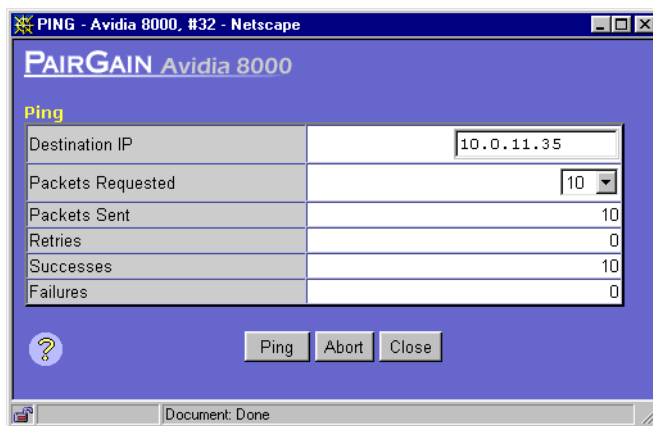 PING - Avidia 8000, #32 - Netscape
PAIRGAIN Avidia 8000
Ping
Destination IP 10.0.11.35
Packets Requested 10
Packets Sent 10
Retries 0
Successes 10
Failures 0
? Ping Abort Close
Document: Done